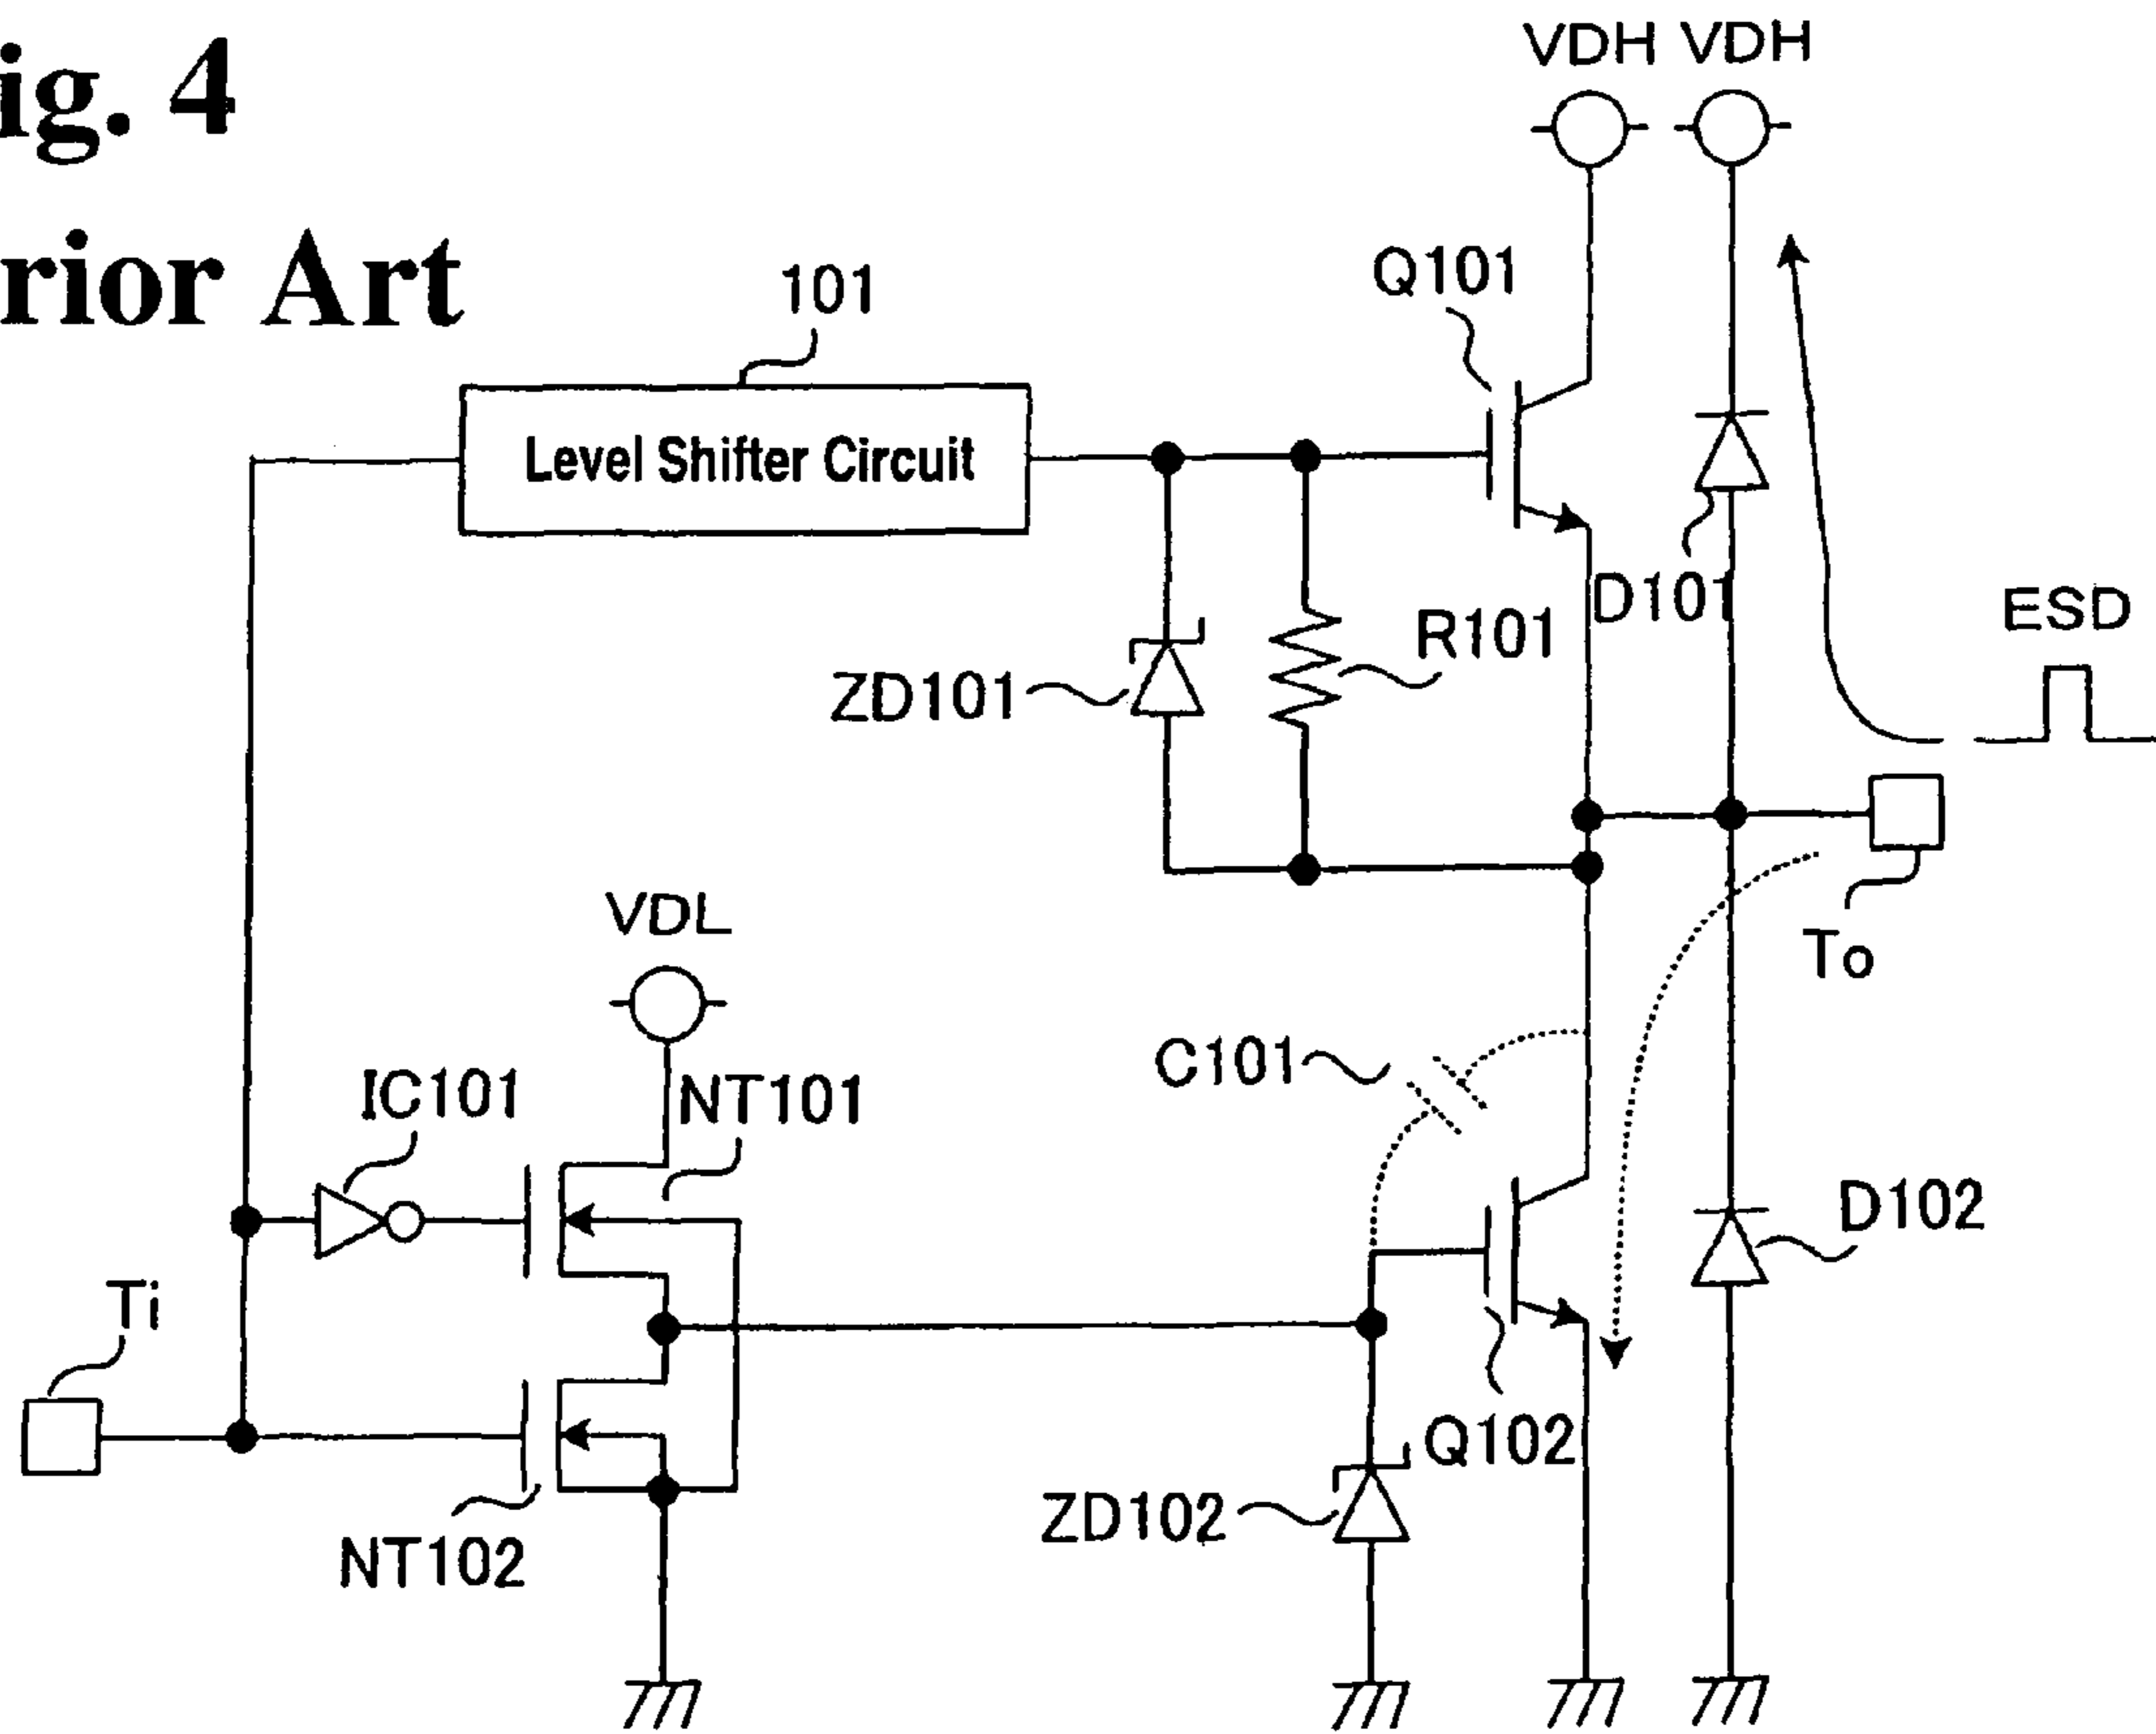 ig. 4
rior Art
VDH VDH
Q101
101
Level Shifter Circuit
D101
ESD
R101
ZD101
To
VDL
C101
IC101
NT101
D102
Ti
Q102
ZD102
NT102